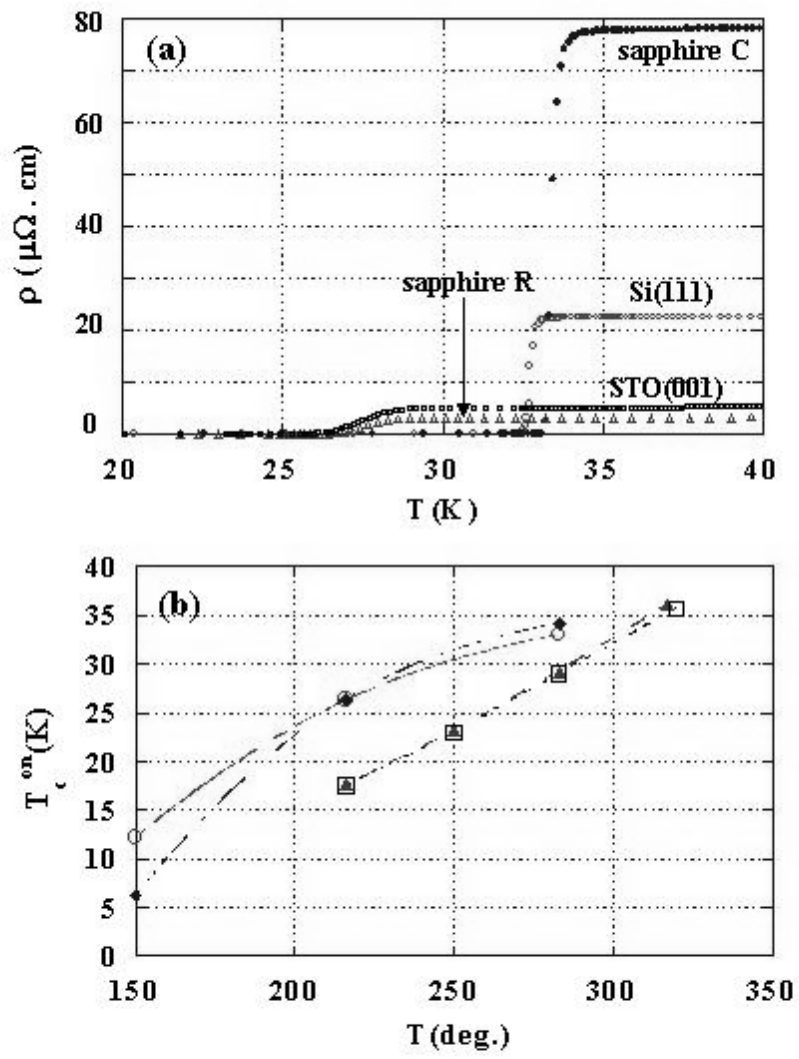 80
(a)
sapphire C
60
ρ ( μΩ . cm)
40
sapphire R
Si(111)
20
STO(001)
0
20 25 30 35 40
T (K )
40
(b)
35
30
25
T_c^on(K)
20
15
10
5
0
150 200 250 300 350
T (deg.)